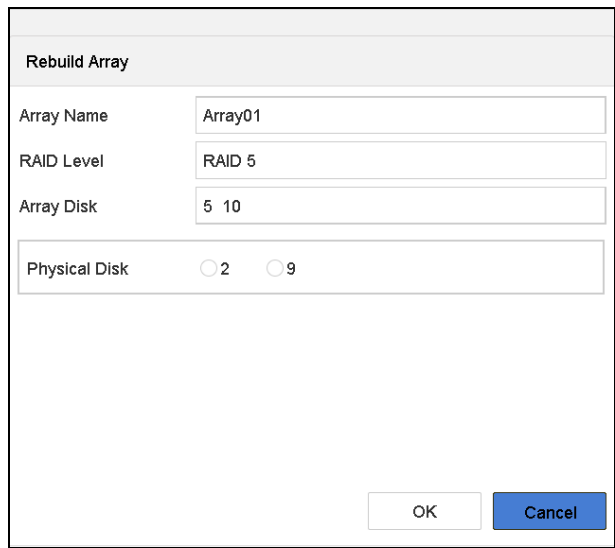 Rebuild Array
Array Name Array01
RAID Level RAID 5
Array Disk 5 10
Physical Disk 2 9
OK Cancel